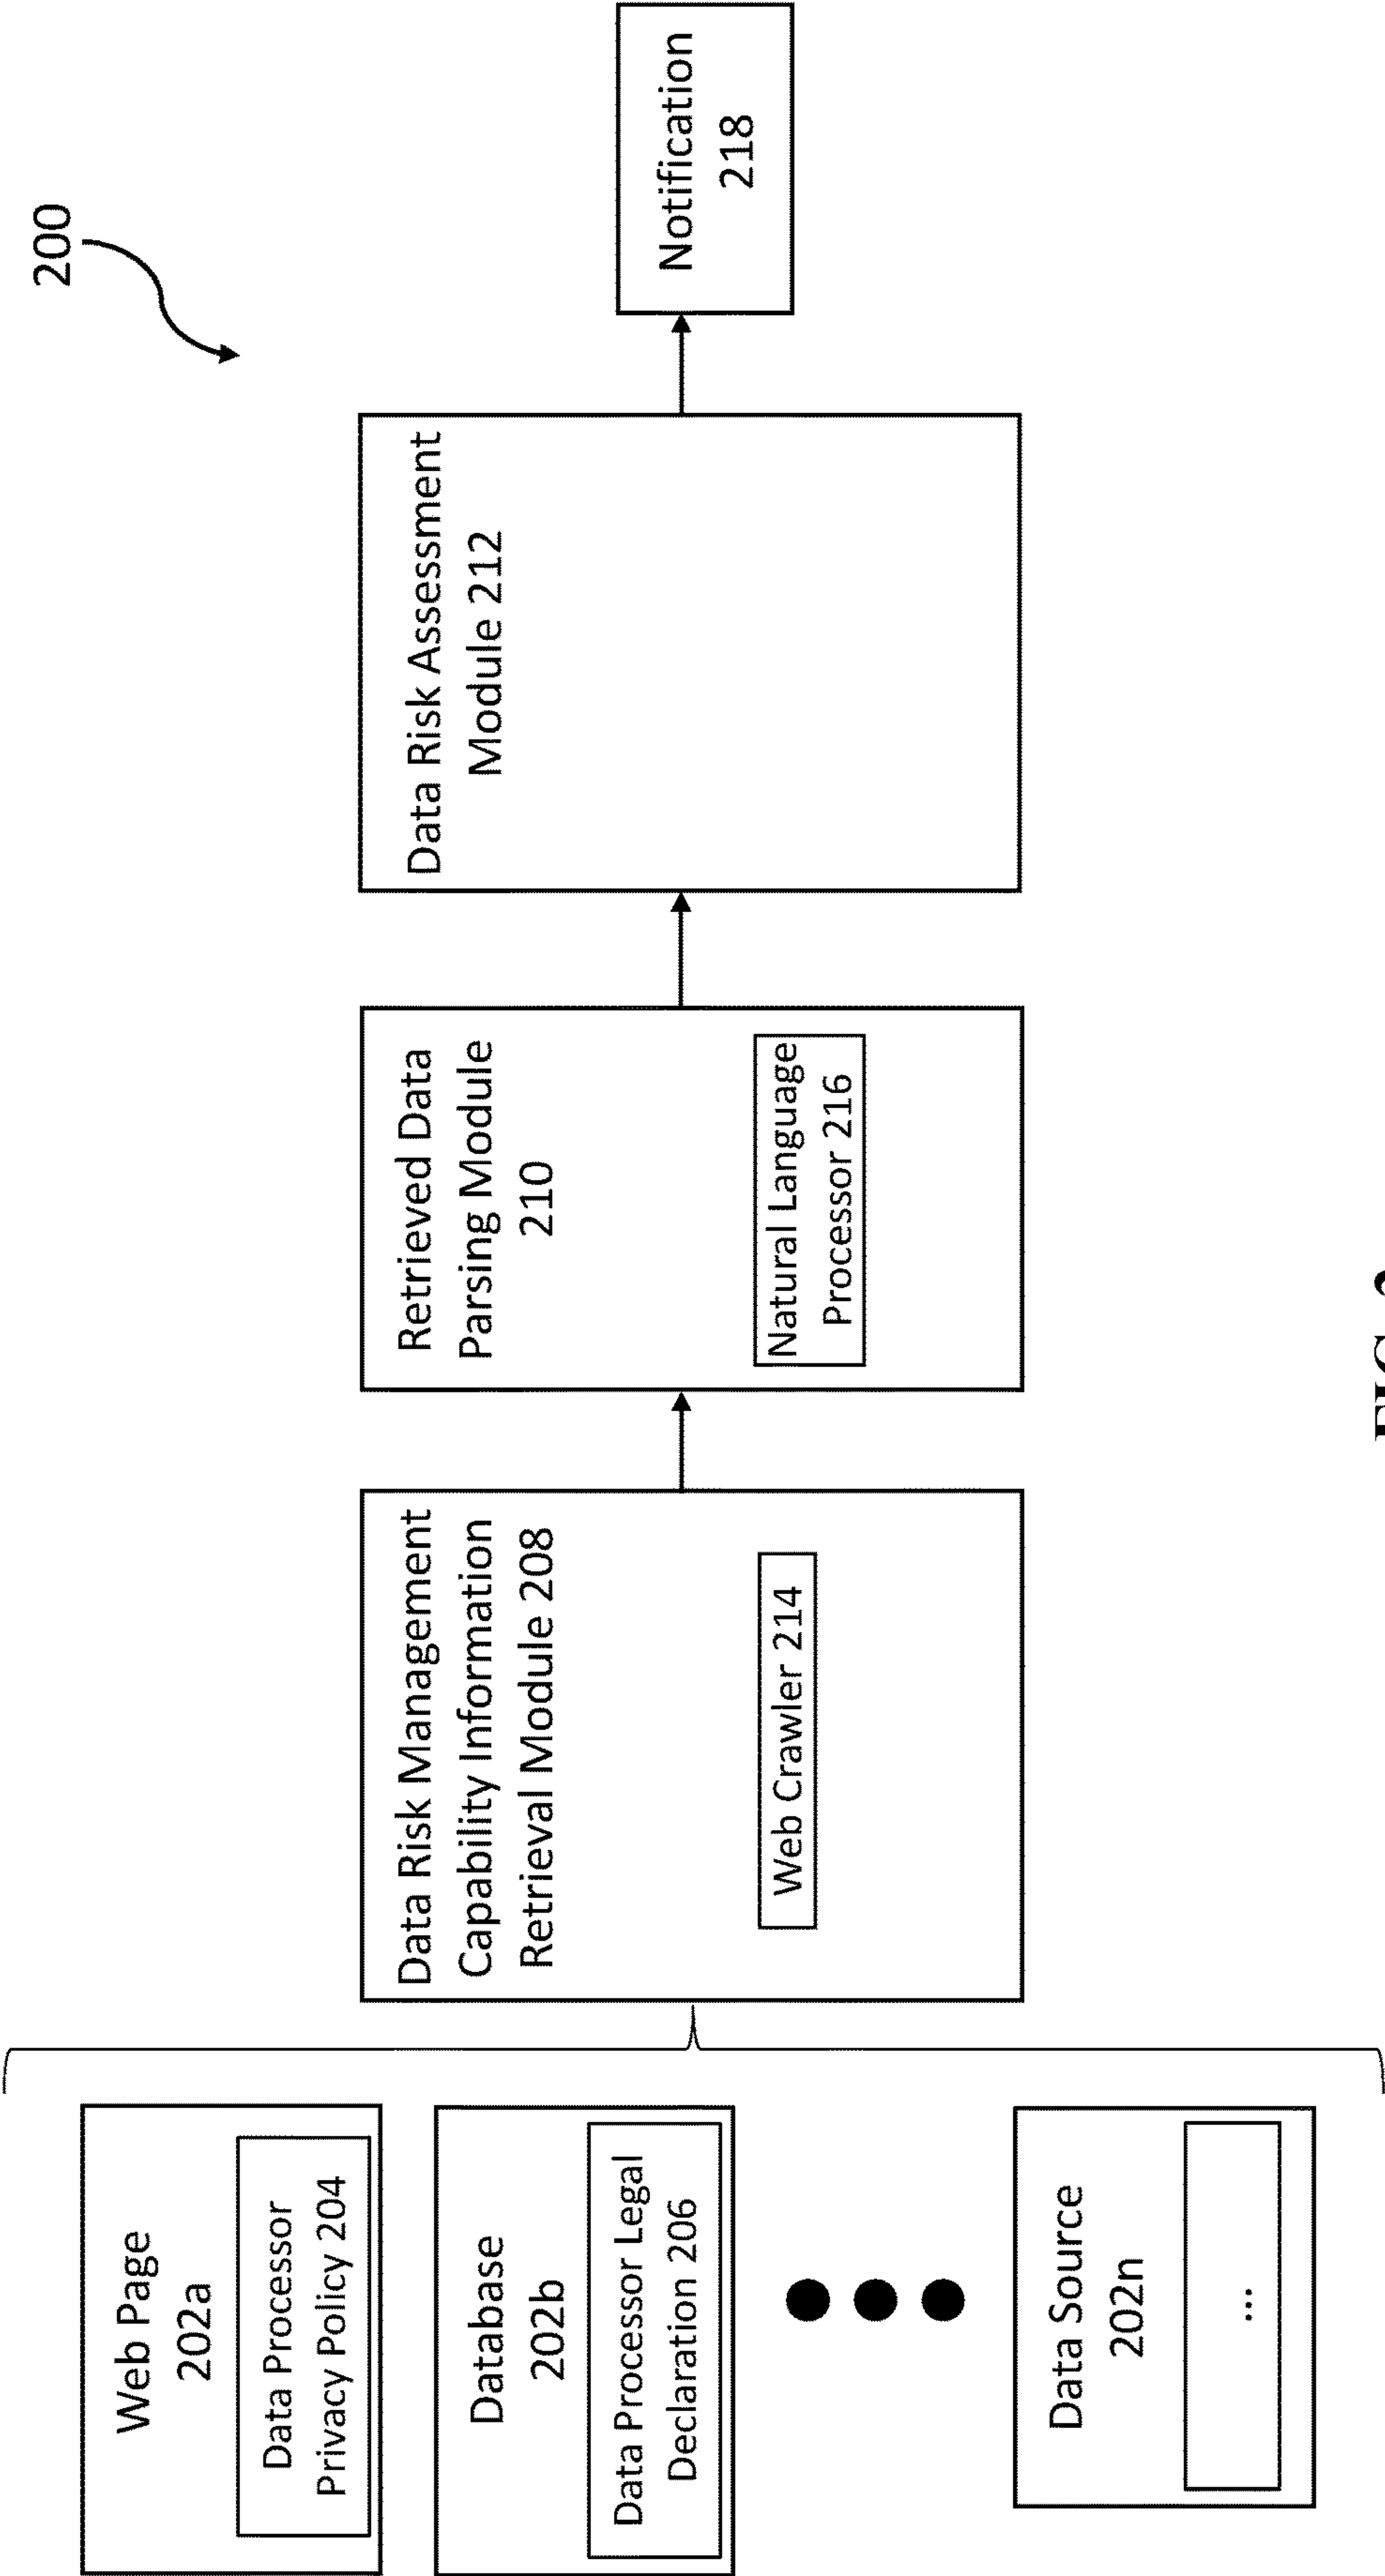 200
Web Page
202a
Data Processor
Privacy Policy 204
Database
202b
Data Processor Legal
Declaration 206
Data Source
202n
...
Data Risk Management
Capability Information
Retrieval Module 208
Web Crawler 214
Retrieved Data
Parsing Module
210
Natural Language
Processor 216
Data Risk Assessment
Module 212
Notification
218